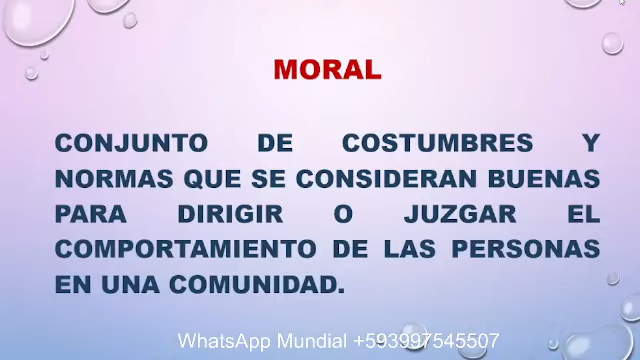 MORAL
CONJUNTO DE COSTUMBRES Y
NORMAS QUE SE CONSIDERAN BUENAS
PARA DIRIGIR O JUZGAR EL
COMPORTAMIENTO DE LAS PERSONAS
EN UNA COMUNIDAD.
WhatsApp Mundial +593997545507